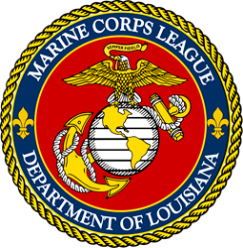 MARINE CORPS LEAGUE
SEMPER FIDELIS
DEPARTMENT OF LOUISIANA